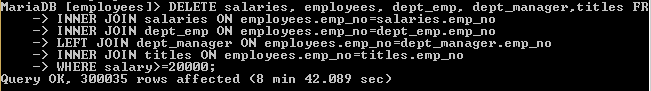 MariaDB [employees]> DELETE salaries, employees, dept_emp, dept_manager,titles FR
-> INNER JOIN salaries ON employees.emp_no=salaries.emp_no
-> INNER JOIN dept_emp ON employees.emp_no=dept_emp.emp_no
-> LEFT JOIN dept_manager ON employees.emp_no=dept_manager.emp_no
-> INNER JOIN titles ON employees.emp_no=titles.emp_no
-> WHERE salary>=20000;
Query OK, 300035 rows affected (8 min 42.089 sec)